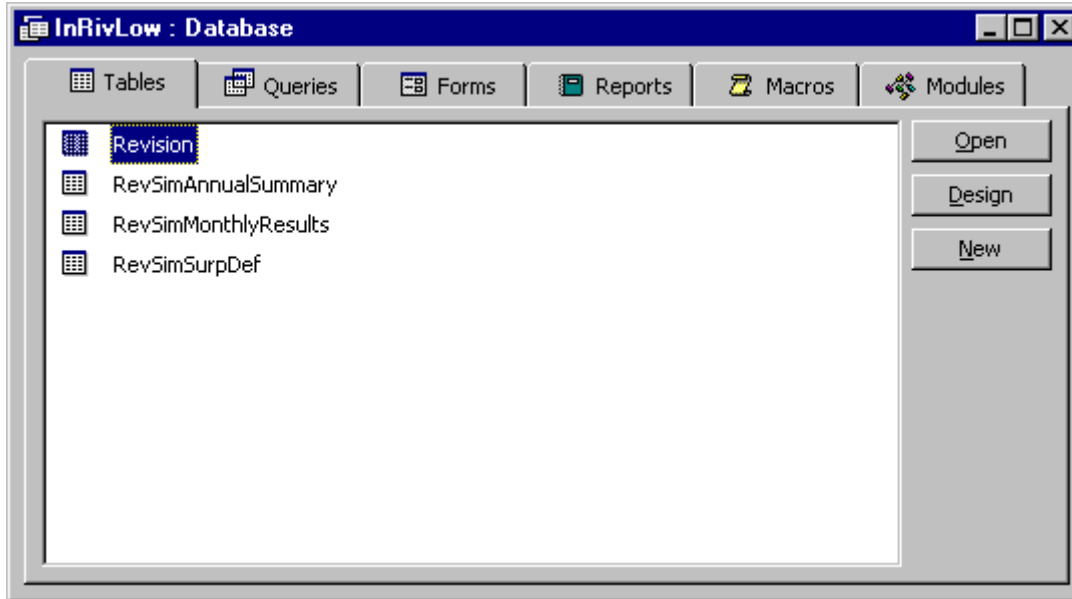 InRivLow : Database
Tables Queries Forms Reports Macros Modules
Revision
RevSimAnnualSummary
RevSimMonthlyResults
RevSimSurpDef
Open
Design
New